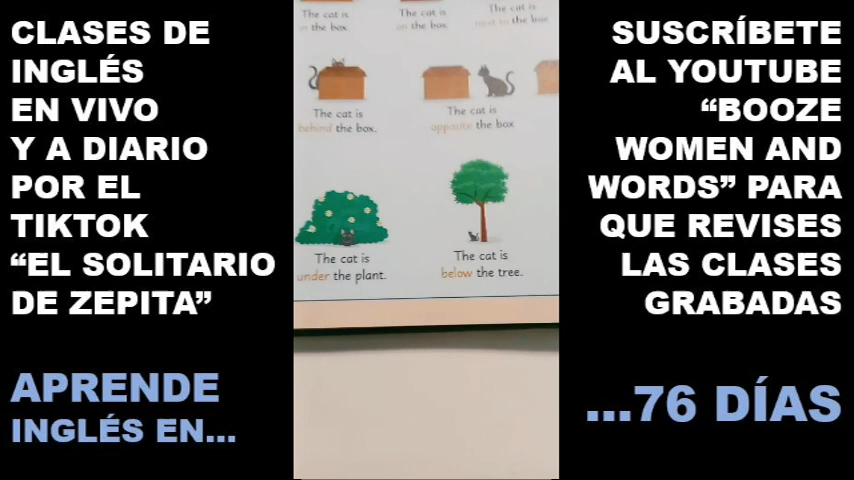 CLASES DE
INGLÉS
EN VIVO
Y A DIARIO
POR EL
TIKTOK
“EL SOLITARIO
DE ZEPITA”
APRENDE
INGLÉS EN...
The cat is
in the box.
The cat is
on the box.
The cat is
next to the box
The cat is
behind the box.
The cat is
opposite the box
The cat is
under the plant.
The cat is
below the tree.
SUSCRÍBETE
AL YOUTUBE
“BOOZE
WOMEN AND
WORDS” PARA
QUE REVISES
LAS CLASES
GRABADAS
...76 DÍAS